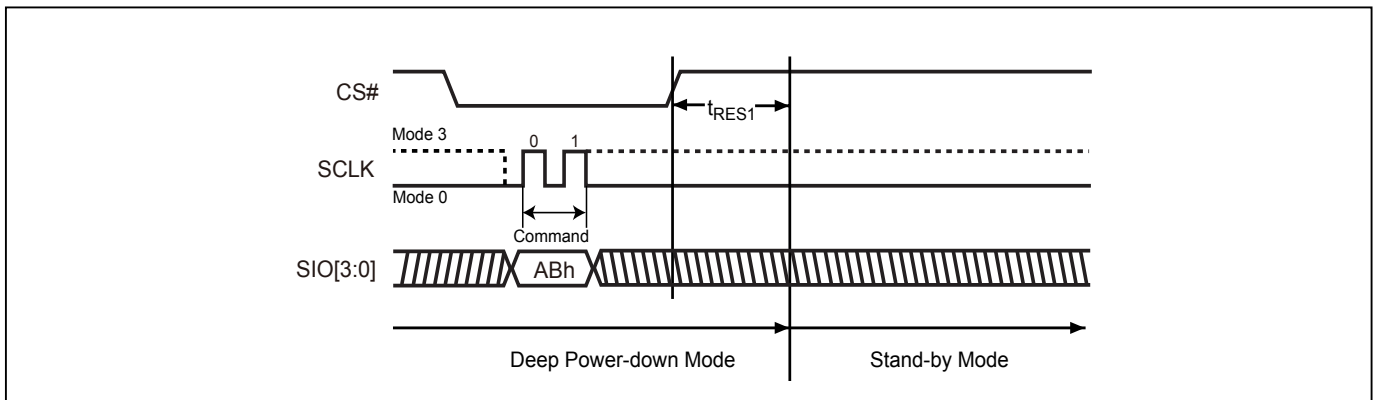 CS#
tRES1
Mode 3
0 1
SCLK
Mode 0
Command
SIO[3:0]
ABh
Deep Power-down Mode
Stand-by Mode